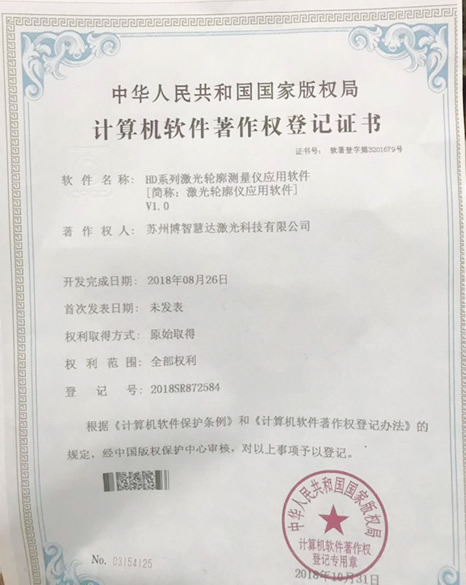 中华人民共和国国家版权局
计算机软件著作权登记证书
证书号： 软著登字第3201679号
软件名称： HD系列激光轮廓测量仪应用软件
[简称：激光轮廓仪应用软件]
V1.0
著作权人： 苏州博智慧达激光科技有限公司
开发完成日期： 2018年08月26日
首次发表日期： 未发表
权利取得方式： 原始取得
权利范围： 全部权利
登记号： 2018SR872584
根据《计算机软件保护条例》和《计算机软件著作权登记办法》的
规定，经中国版权保护中心审核，对以上事项予以登记。
中华人民共和国国家版权局
计算机软件著作权
登记专用章
2018年10月31日
No. 03154125